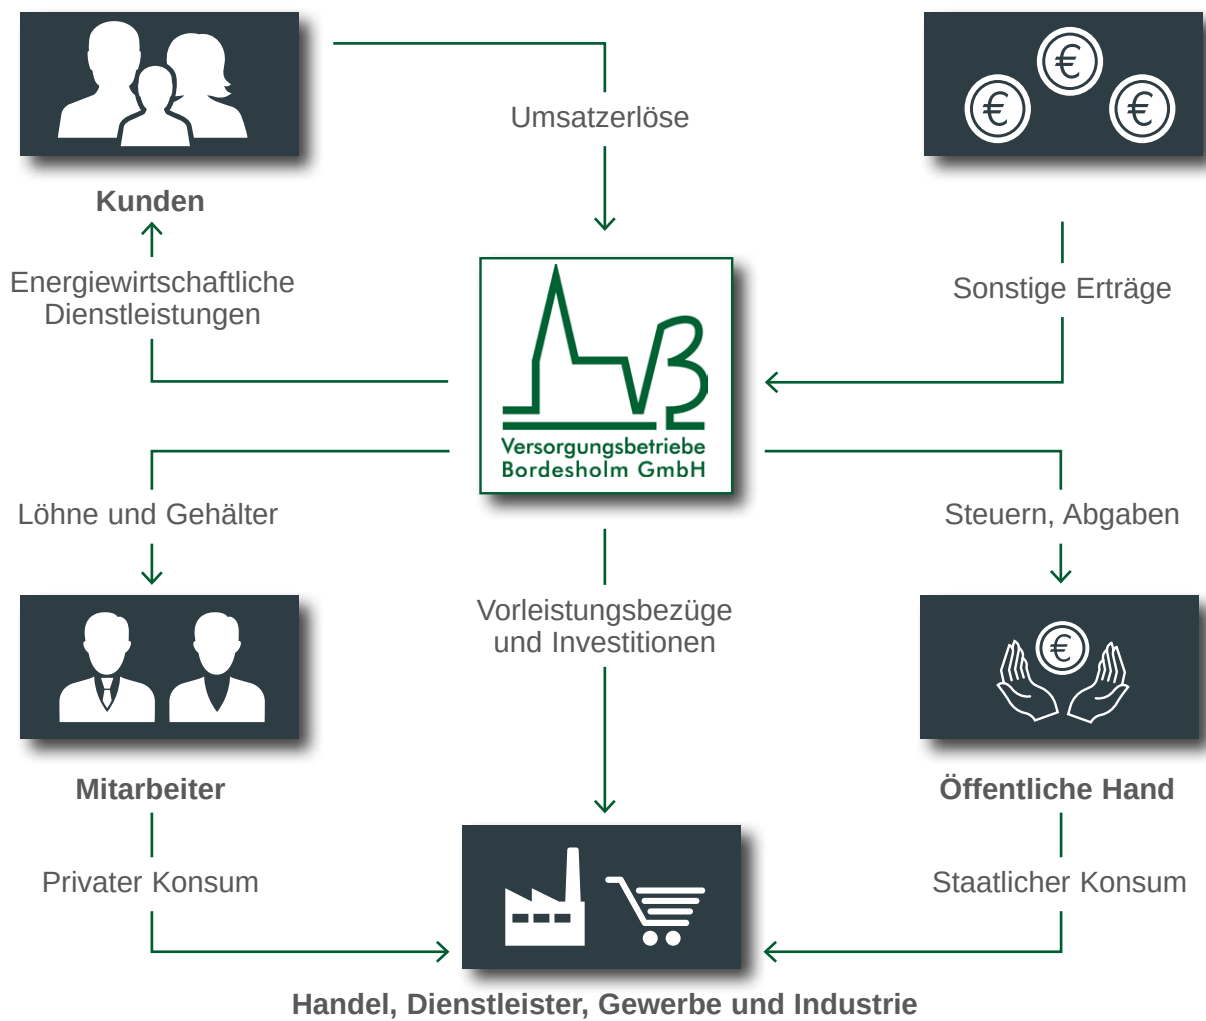 Umsatzerlöse
Kunden
Energiewirtschaftliche
Dienstleistungen
Sonstige Erträge
Versorgungsbetriebe
Bordesholm GmbH
Löhne und Gehälter
Steuern, Abgaben
Vorleistungsbezüge
und Investitionen
Mitarbeiter
Öffentliche Hand
Privater Konsum
Staatlicher Konsum
Handel, Dienstleister, Gewerbe und Industrie